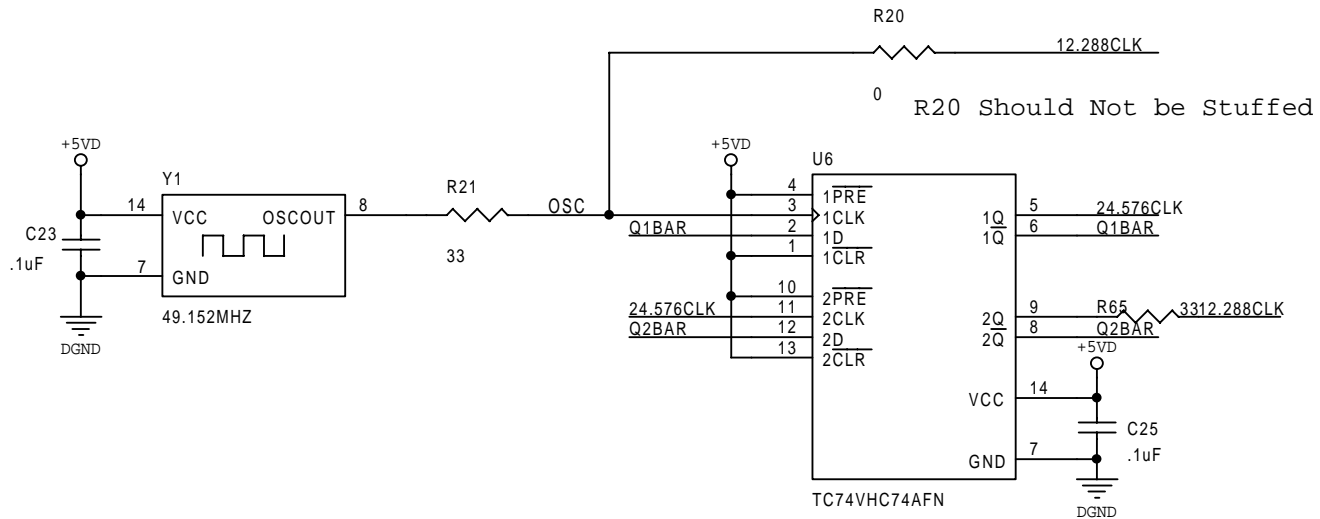 R20
12.288CLK
0
R20 Should Not be Stuffed
+5VD
+5VD
Y1
U6
14
VCC
OSCOUT
8
R21
OSC
C23
.1uF
7
GND
33
49.152MHZ
DGND
4
1PRE
3
1CLK
Q1BAR
2
1D
1
1CLR
10
2PRE
24.576CLK
11
2CLK
Q2BAR
12
2D
13
2CLR
1Q
5
24.576CLK
1Q
6
Q1BAR
2Q
9
R65
3312.288CLK
2Q
8
Q2BAR
+5VD
VCC
14
C25
.1uF
GND
7
TC74VHC74AFN
DGND